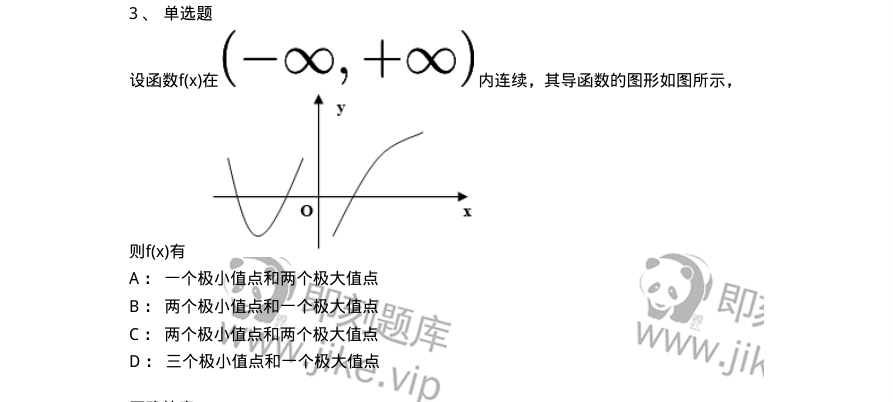 3 、 单选题
设函数f(x)在(−∞, +∞)内连续，其导函数的图形如图所示，
y
O
x
则f(x)有
A： 一个极小值点和两个极大值点
B： 两个极小值点和一个极大值点
C： 两个极小值点和两个极大值点
D： 三个极小值点和一个极大值点
即刻题库
www.jike.vip
即刻
www.jik